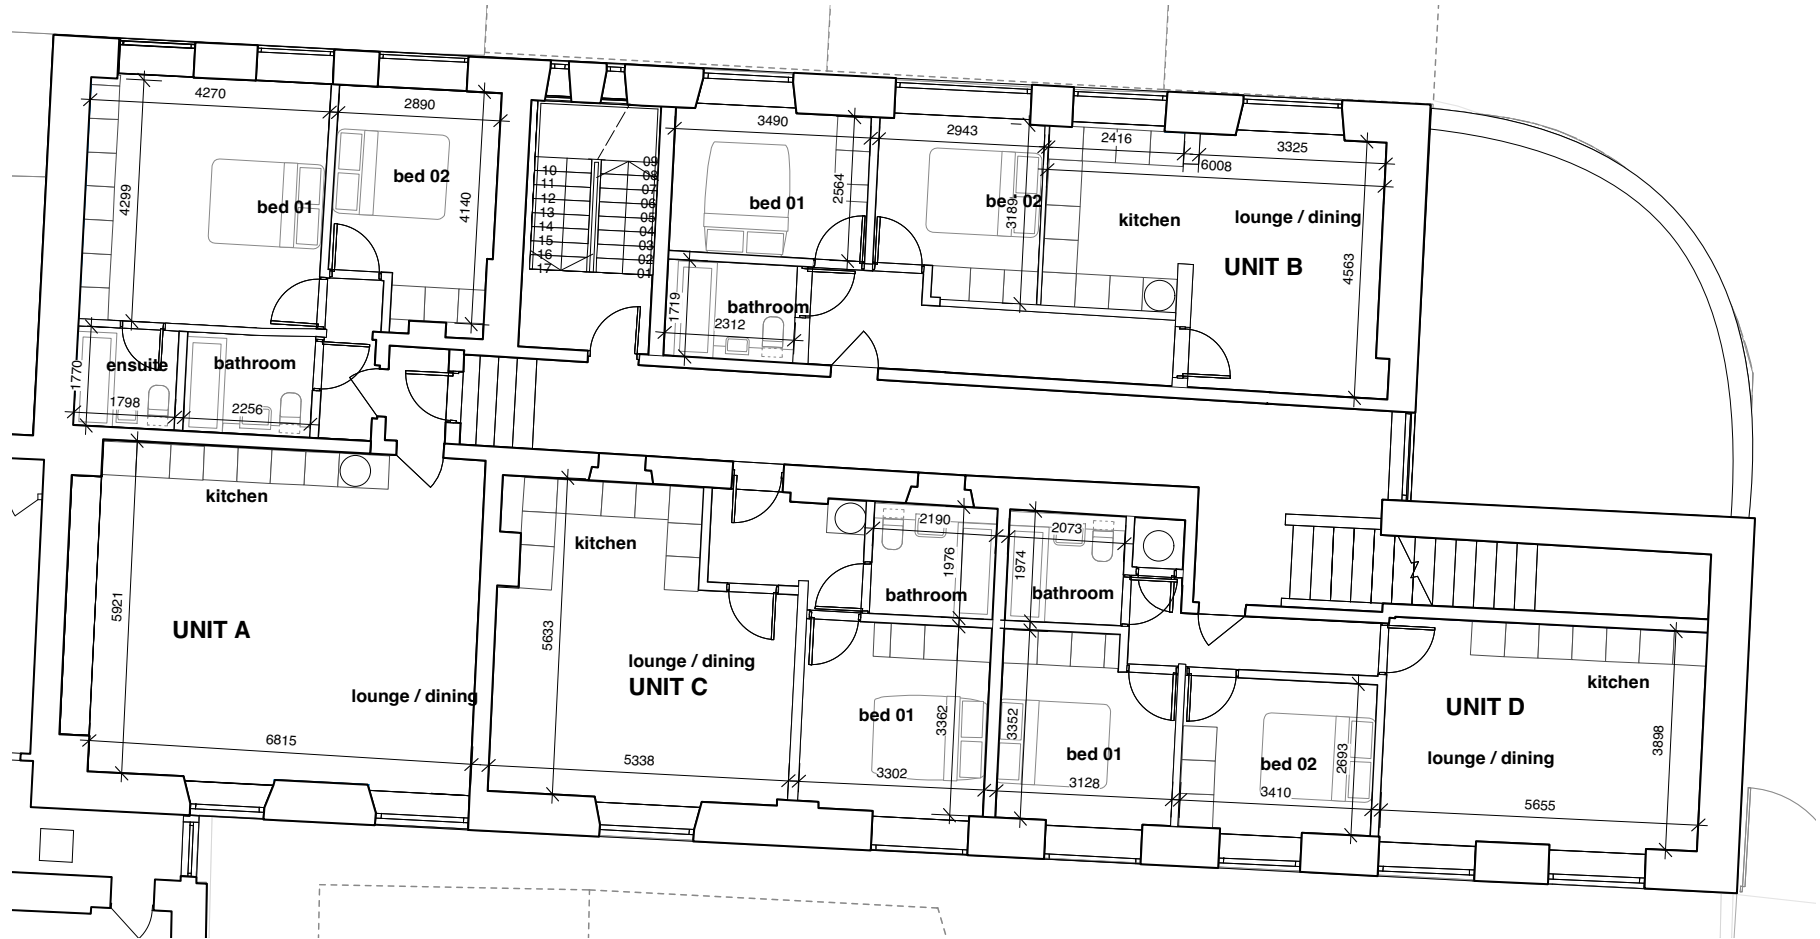 4270
2890
4299
bed 01
bed 02
4140
1770
ensuite
bathroom
1798
2256
10
11
12
13
14
15
16
17
09
08
07
06
05
04
03
02
01
3490
2564
bed 01
1719
bathroom
2312
2943
3189
bed 02
2416
3325
6008
kitchen
lounge / dining
UNIT B
4563
kitchen
5921
UNIT A
lounge / dining
6815
kitchen
5633
lounge / dining
UNIT C
5338
2190
1976
bathroom
bed 01
3362
3302
2073
1974
bathroom
3352
bed 01
3128
bed 02
2693
3410
UNIT D
kitchen
lounge / dining
3898
5655